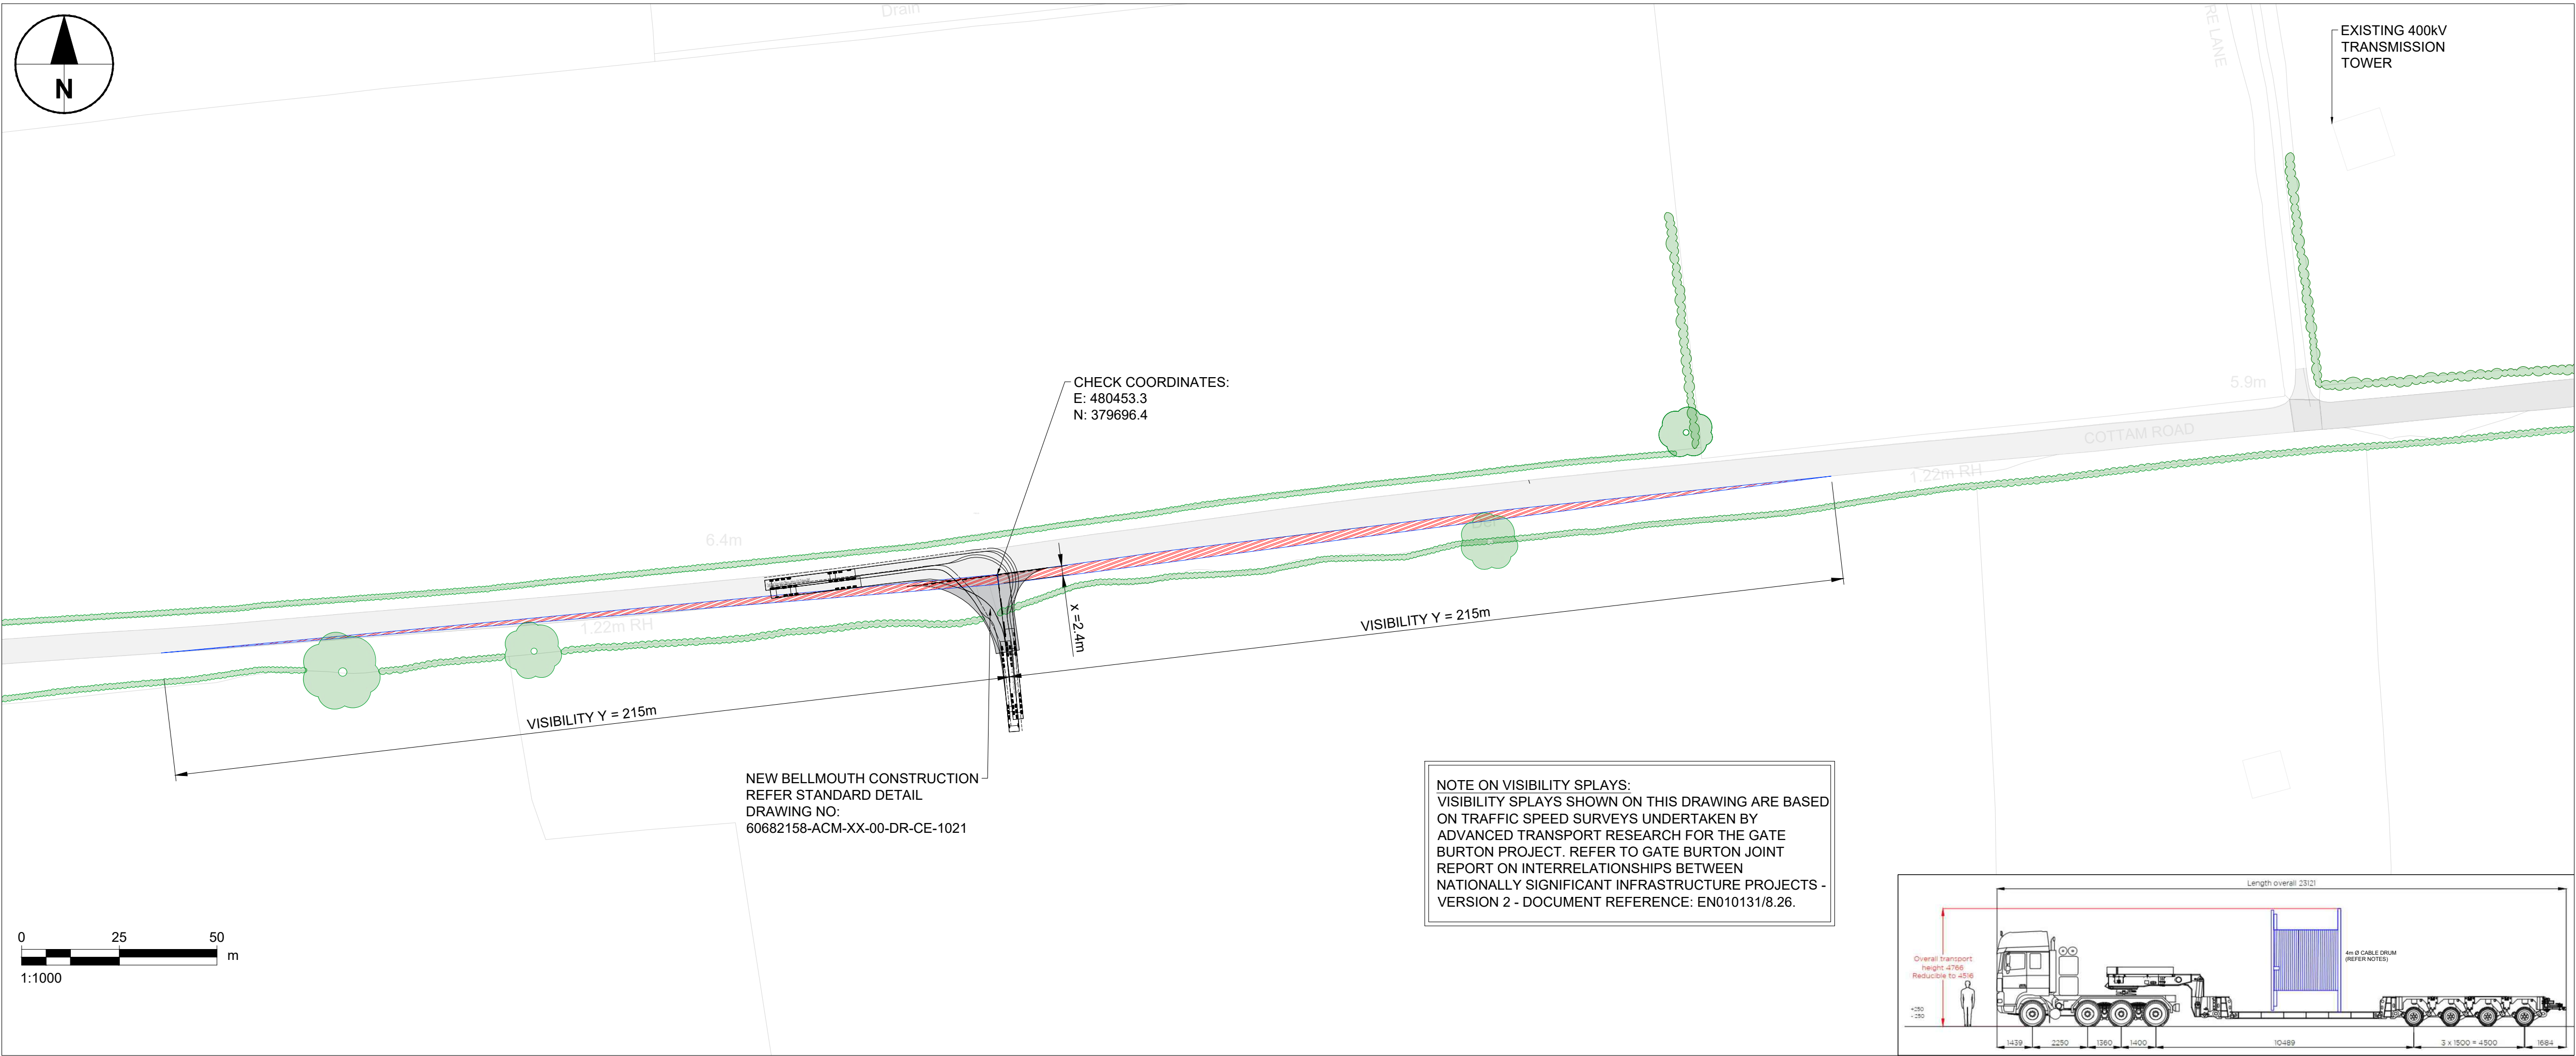 Drain
RE LANE
EXISTING 400kV
TRANSMISSION
TOWER
N
CHECK COORDINATES:
E: 480453.3
N: 379696.4
5.9m
COTTAM ROAD
1.22m RH
6.4m
1.22m RH
x =2.4m
VISIBILITY Y = 215m
VISIBILITY Y = 215m
NEW BELLMOUTH CONSTRUCTION
REFER STANDARD DETAIL
DRAWING NO:
60682158-ACM-XX-00-DR-CE-1021
NOTE ON VISIBILITY SPLAYS:
VISIBILITY SPLAYS SHOWN ON THIS DRAWING ARE BASED
ON TRAFFIC SPEED SURVEYS UNDERTAKEN BY
ADVANCED TRANSPORT RESEARCH FOR THE GATE
BURTON PROJECT. REFER TO GATE BURTON JOINT
REPORT ON INTERRELATIONSHIPS BETWEEN
NATIONALLY SIGNIFICANT INFRASTRUCTURE PROJECTS -
VERSION 2 - DOCUMENT REFERENCE: EN010131/8.26.
0 25 50
m
1:1000
Length overall 23121
Overall transport
height 4766
Reducible to 4516
4m Ø CABLE DRUM
(REFER NOTES)
+250
- 250
1439 2250 1360 1400 10489 3 x 1500 = 4500 1684